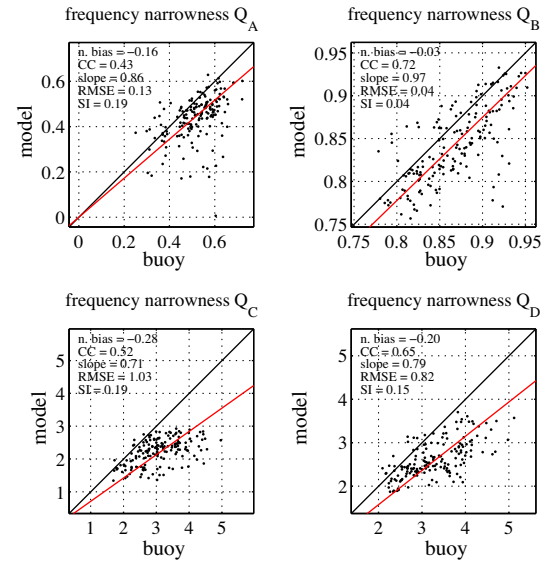 frequency narrowness Q_A
n. bias = −0.16
CC = 0.43
slope = 0.86
RMSE = 0.13
SI = 0.19
0.6
0.4
0.2
0
model
0 0.2 0.4 0.6
buoy
frequency narrowness Q_B
0.95
n. bias = −0.03
CC = 0.72
slope = 0.97
RMSE = 0.04
SI = 0.04
0.9
0.85
0.8
0.75
model
0.75 0.8 0.85 0.9 0.95
buoy
frequency narrowness Q_C
n. bias = −0.28
CC = 0.52
slope = 0.71
RMSE = 1.03
SI = 0.19
5
4
3
2
1
model
1 2 3 4 5
buoy
frequency narrowness Q_D
n. bias = −0.20
CC = 0.65
slope = 0.79
RMSE = 0.82
SI = 0.15
5
4
3
2
model
2 3 4 5
buoy